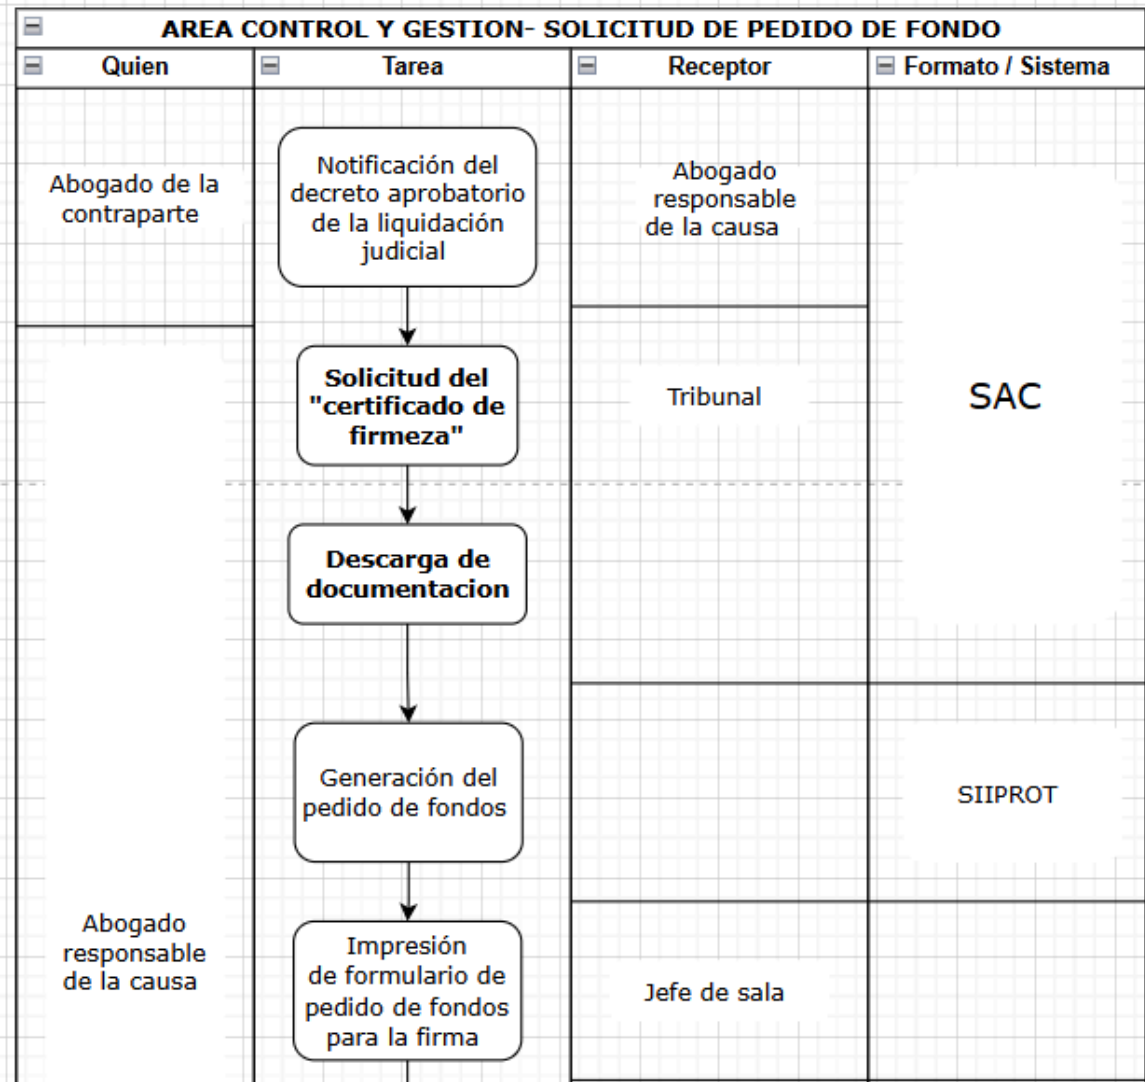 AREA CONTROL Y GESTION- SOLICITUD DE PEDIDO DE FONDO
Quien
Tarea
Receptor
Formato / Sistema
Abogado de la
contraparte
Notificación del
decreto aprobatorio
de la liquidación
judicial
Abogado
responsable
de la causa
SAC
Solicitud del
"certificado de
firmeza"
Tribunal
Descarga de
documentacion
Generación del
pedido de fondos
SIIPROT
Abogado
responsable
de la causa
Impresión
de formulario de
pedido de fondos
para la firma
Jefe de sala